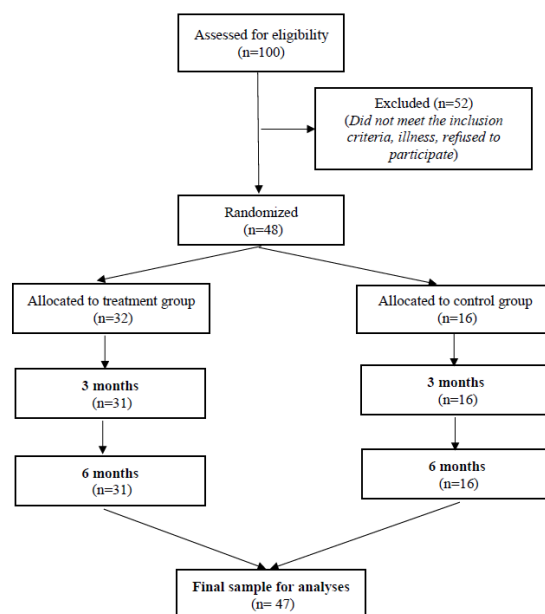 Assessed for eligibility
(n=100)
Excluded (n=52)
(Did not meet the inclusion
criteria, illness, refused to
participate)
Randomized
(n=48)
Allocated to treatment group
(n=32)
Allocated to control group
(n=16)
3 months
(n=31)
3 months
(n=16)
6 months
(n=31)
6 months
(n=16)
Final sample for analyses
(n= 47)